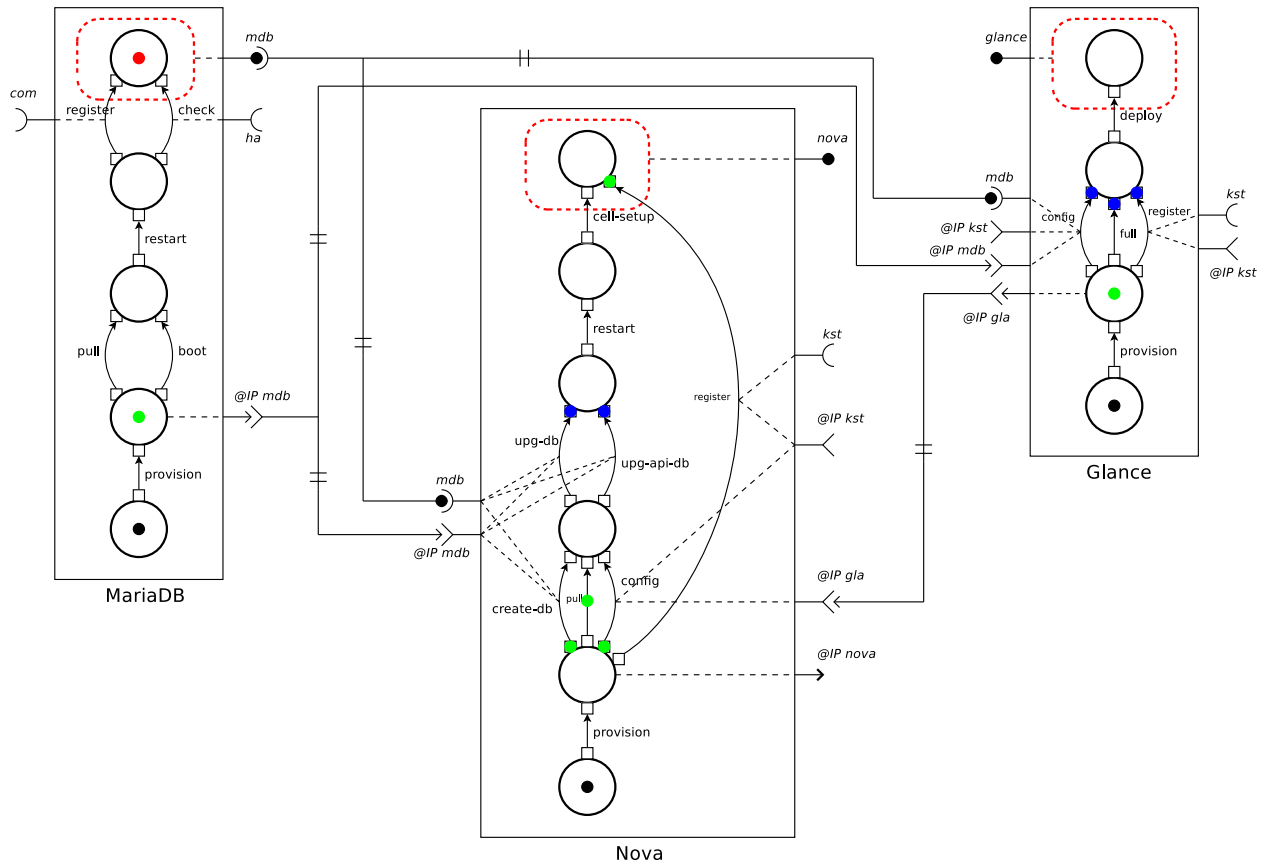 mdb
com
register
check
ha
restart
pull
boot
@IP mdb
provision
MariaDB
nova
cell-setup
restart
kst
register
@IP kst
upg-db
upg-api-db
mdb
@IP mdb
config
@IP gla
create-db
pull
@IP nova
provision
Nova
glance
deploy
mdb
kst
config
register
@IP kst
full
@IP mdb
@IP kst
@IP gla
provision
Glance